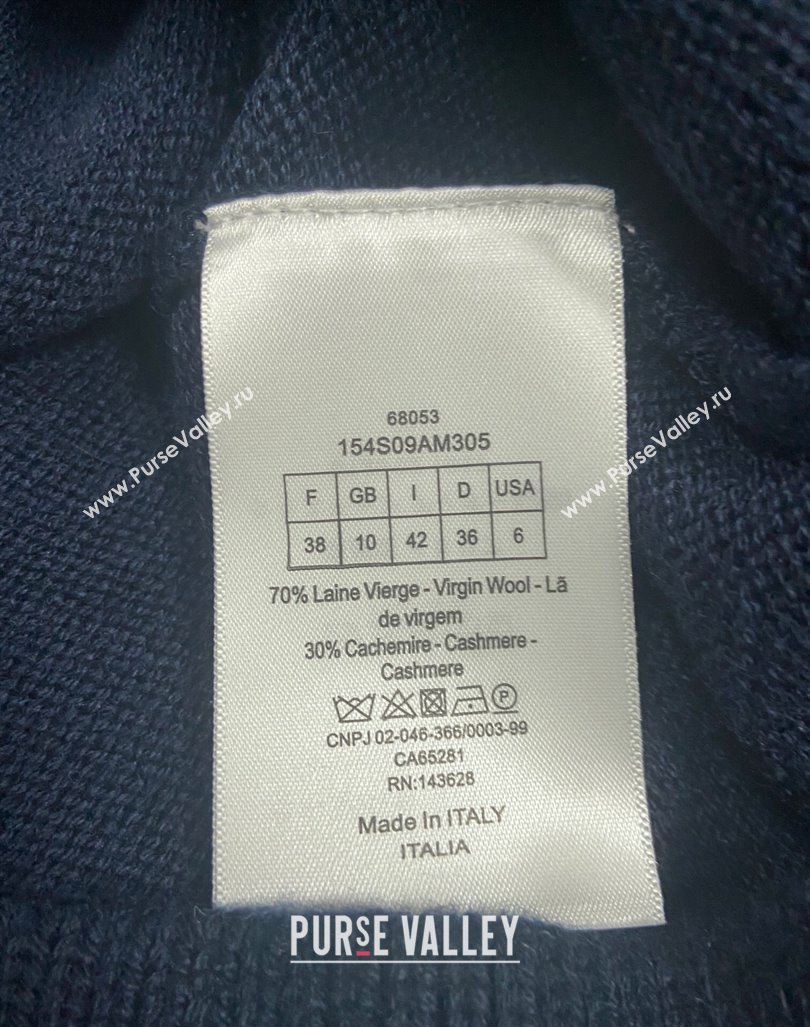 68053
154S09AM305
F GB I D USA
38 10 42 36 6
70% Laine Vierge - Virgin Wool - Lã
de virgem
30% Cachemire - Cashmere -
Cashmere
P
CNPJ 02-046-366/0003-99
CA65281
RN:143628
Made In ITALY
ITALIA
www.PurseValley.ru
www.PurseValley.ru
PURSE VALLEY